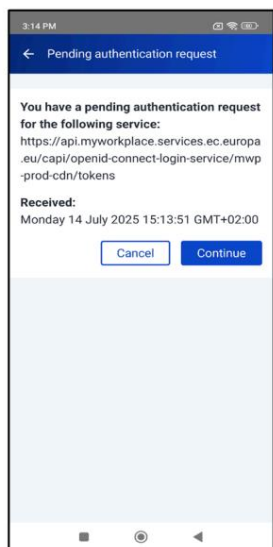 3:14 PM
Pending authentication request
You have a pending authentication request
for the following service:
https://api.myworkplace.services.ec.europa
.eu/capi/openid-connect-login-service/mwp
-prod-cdn/tokens
Received:
Monday 14 July 2025 15:13:51 GMT+02:00
Cancel Continue